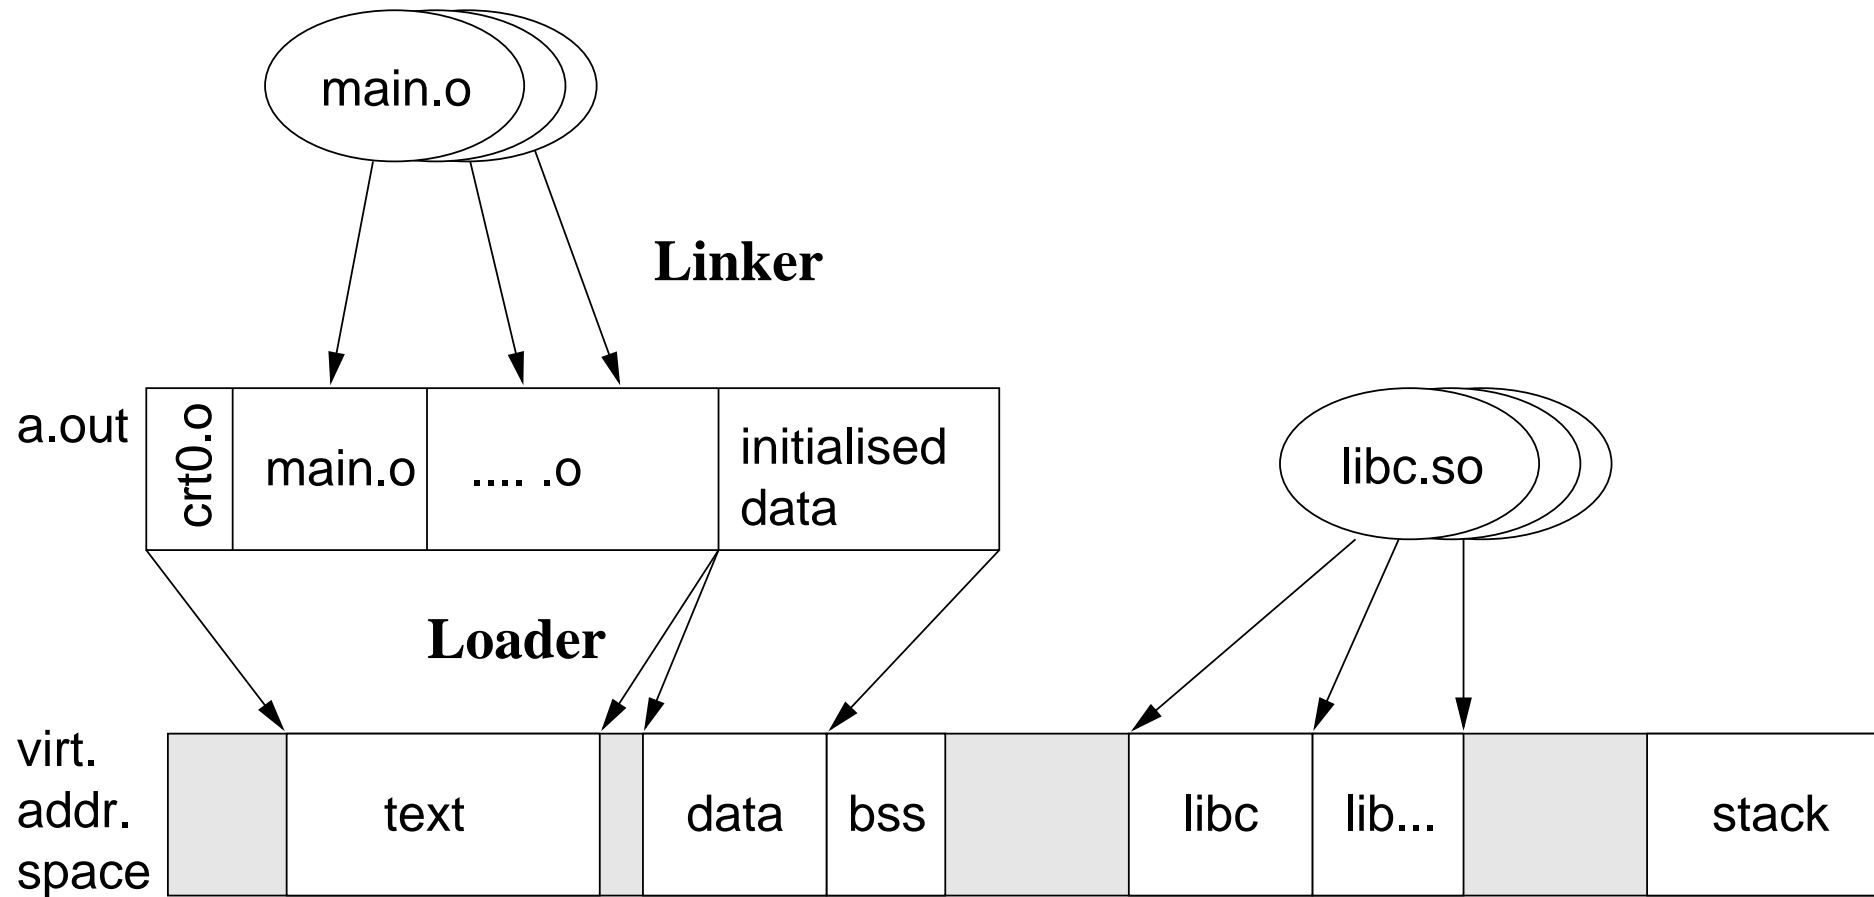 main.o
Linker
a.out
crt0.o
main.o
.... .o
initialised
data
libc.so
Loader
virt.
addr.
space
text
data
bss
libc
lib...
stack